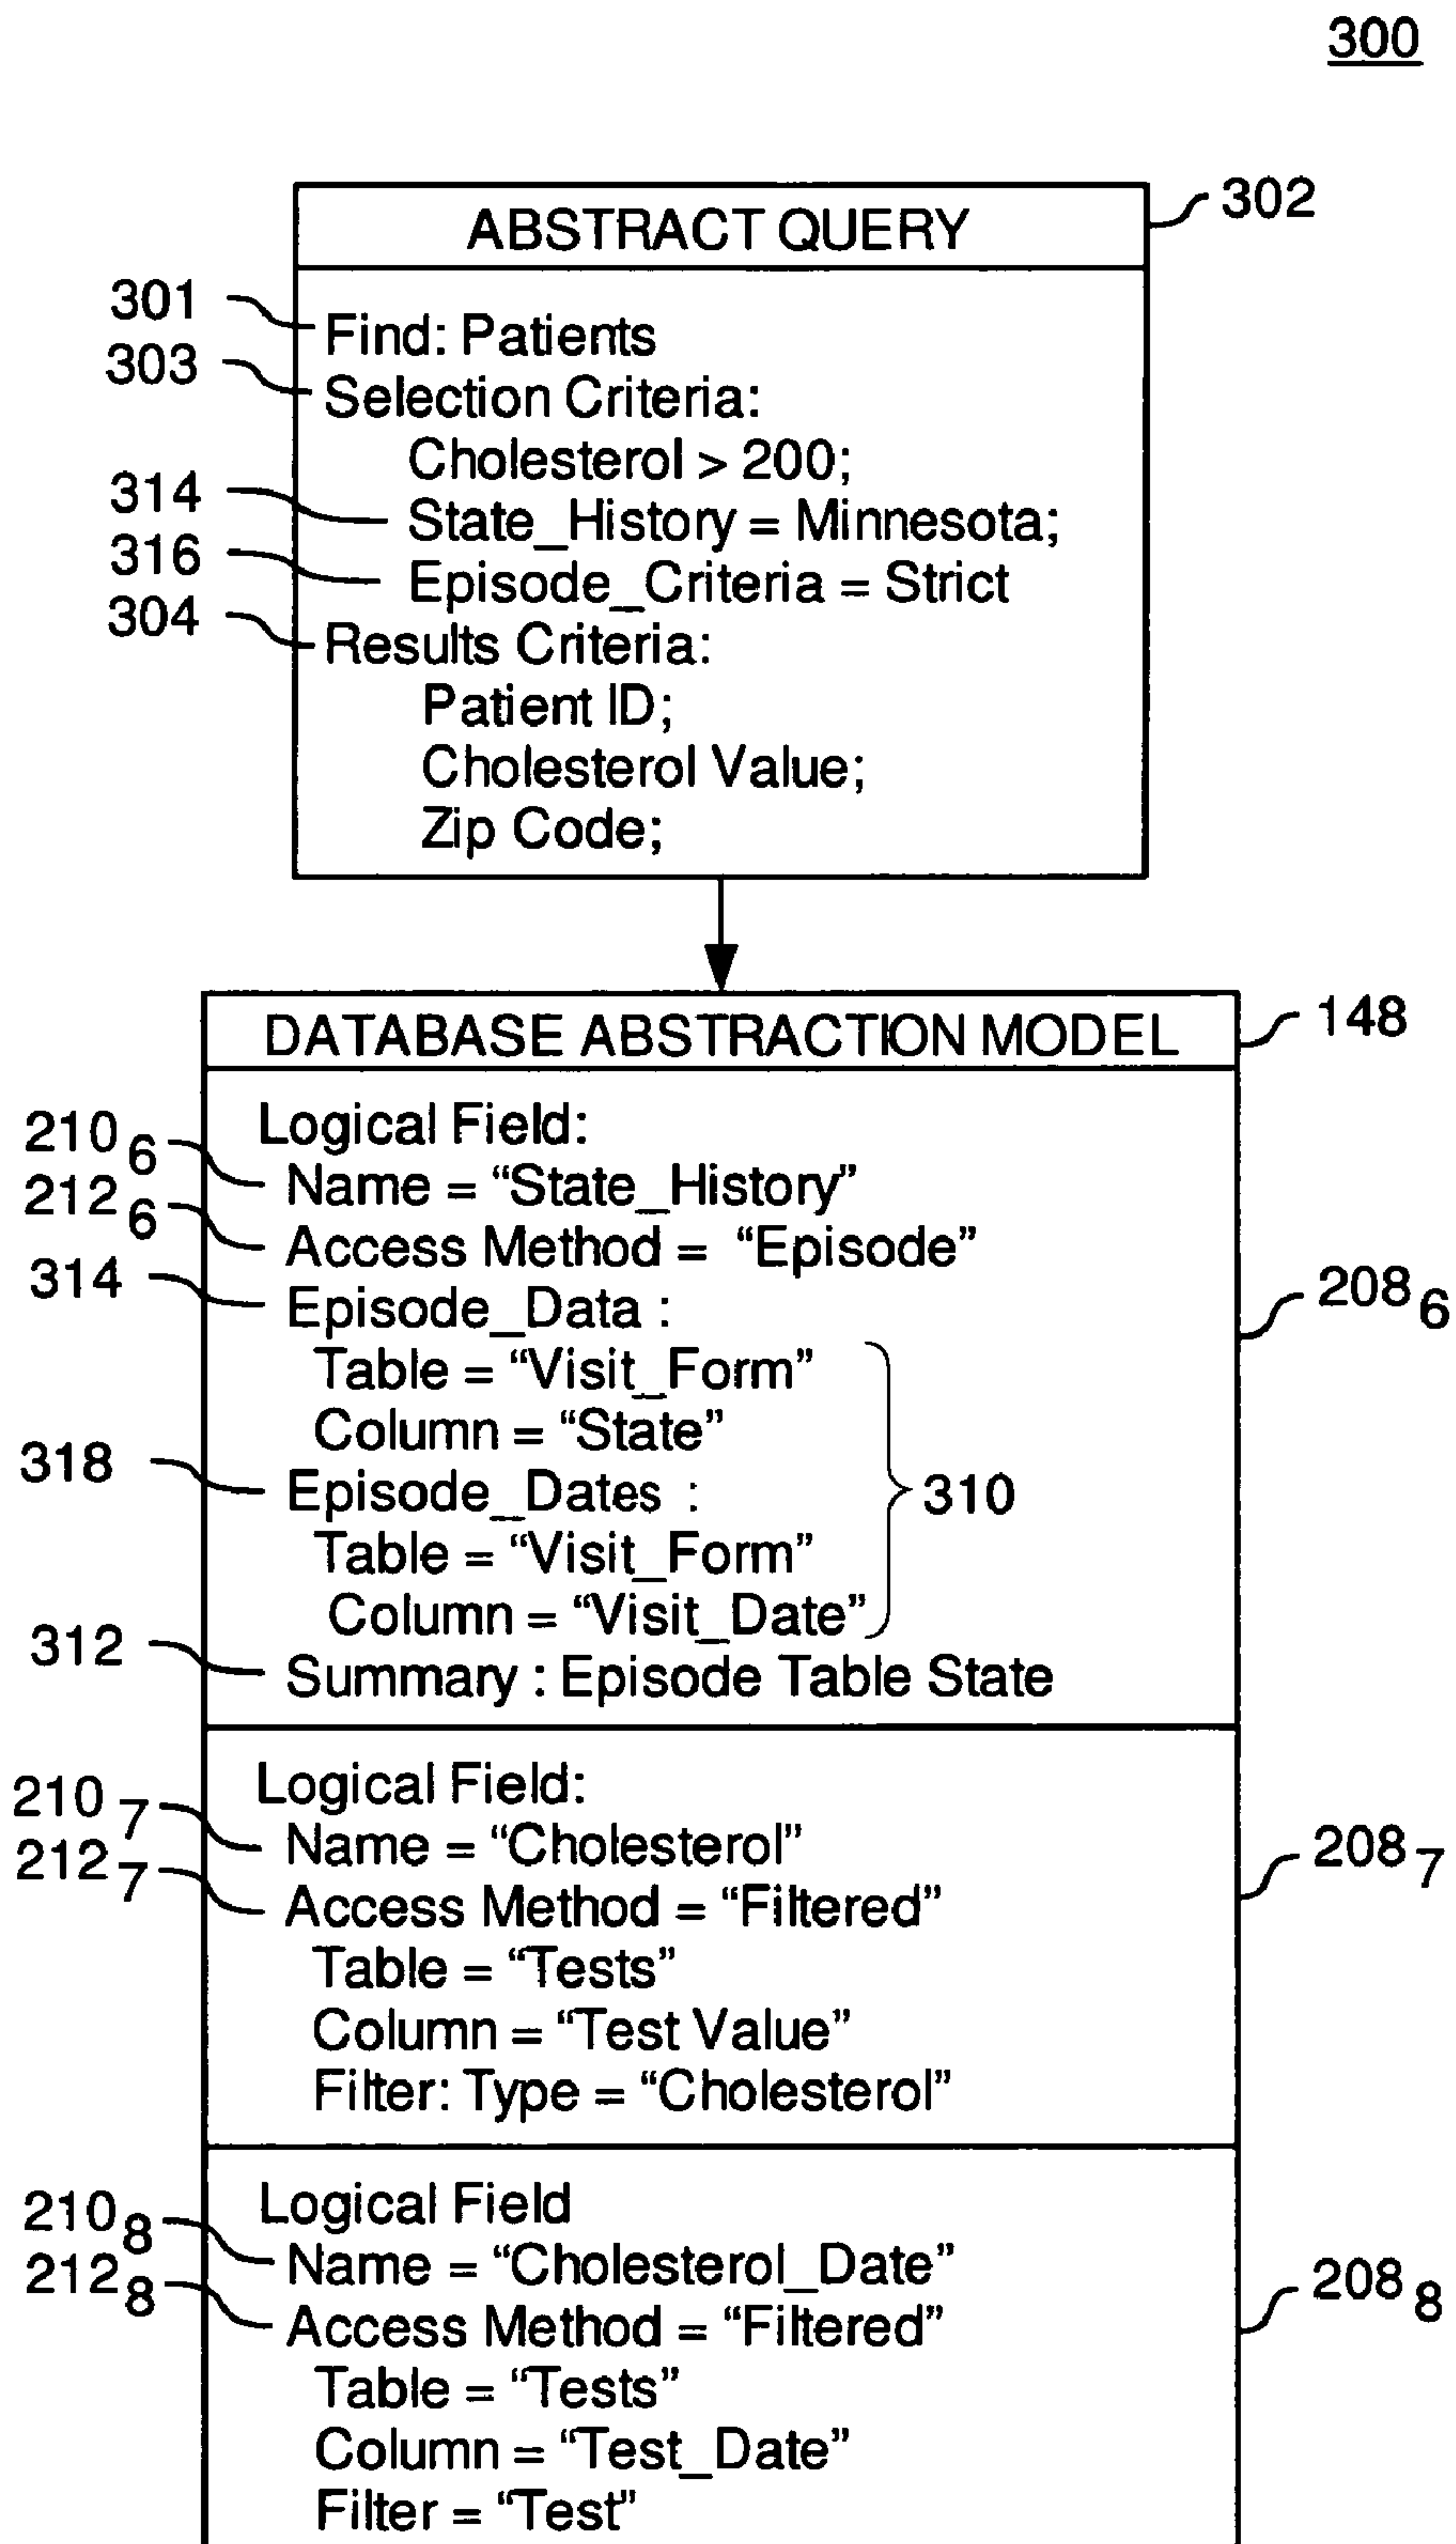 300
ABSTRACT QUERY
302
301
Find: Patients
303
Selection Criteria:
Cholesterol > 200;
314
State_History = Minnesota;
316
Episode_Criteria = Strict
304
Results Criteria:
Patient ID;
Cholesterol Value;
Zip Code;
DATABASE ABSTRACTION MODEL
148
Logical Field:
210 6
Name = “State_History”
212 6
Access Method = “Episode”
314
Episode_Data :
208 6
Table = “Visit_Form”
Column = “State”
318
Episode_Dates :
310
Table = “Visit_Form”
Column = “Visit_Date”
312
Summary : Episode Table State
Logical Field:
210 7
Name = “Cholesterol”
208 7
212 7
Access Method = “Filtered”
Table = “Tests”
Column = “Test Value”
Filter: Type = “Cholesterol”
Logical Field
210 8
Name = “Cholesterol_Date”
212 8
208 8
Access Method = “Filtered”
Table = “Tests”
Column = “Test_Date”
Filter = “Test”